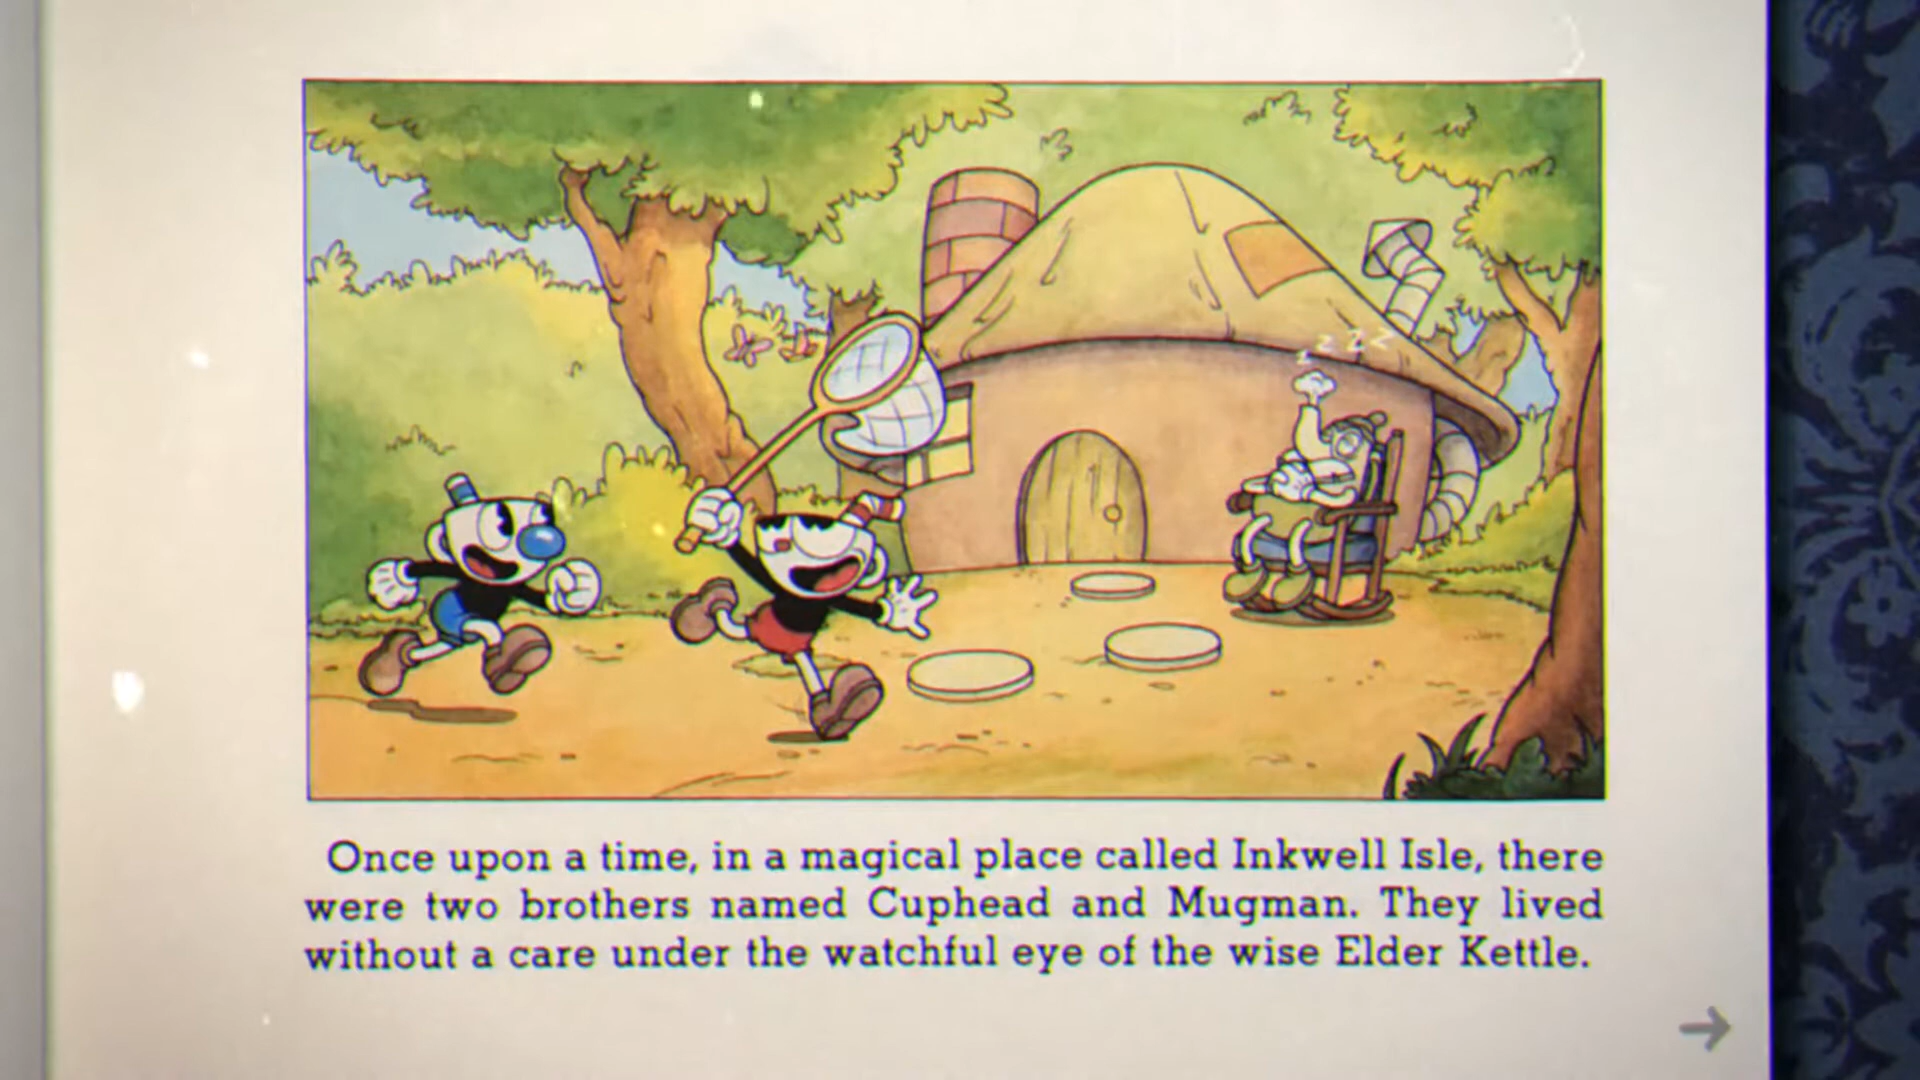 z z z z
Once upon a time, in a magical place called Inkwell Isle, there
were two brothers named Cuphead and Mugman. They lived
without a care under the watchful eye of the wise Elder Kettle.